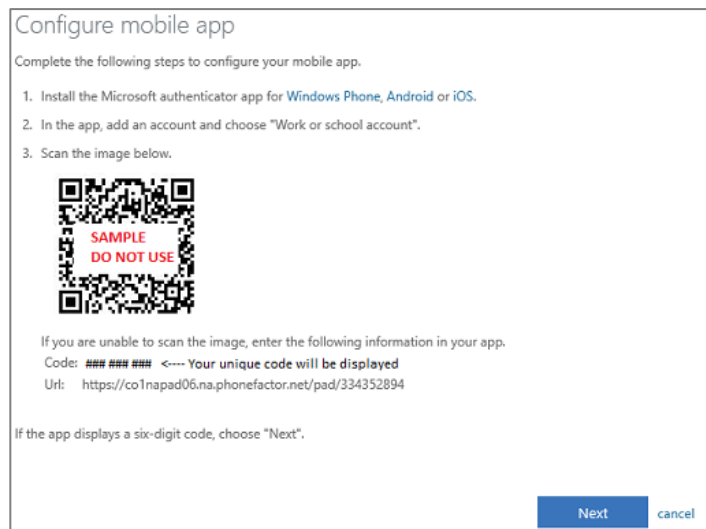 Configure mobile app
Complete the following steps to configure your mobile app.
1. Install the Microsoft authenticator app for Windows Phone, Android or iOS.
2. In the app, add an account and choose "Work or school account".
3. Scan the image below.
SAMPLE
DO NOT USE
If you are unable to scan the image, enter the following information in your app.
Code: ### ### ### <---- Your unique code will be displayed
Url: https://co1napad06.na.phonefactor.net/pad/334352894
If the app displays a six-digit code, choose "Next".
Next cancel